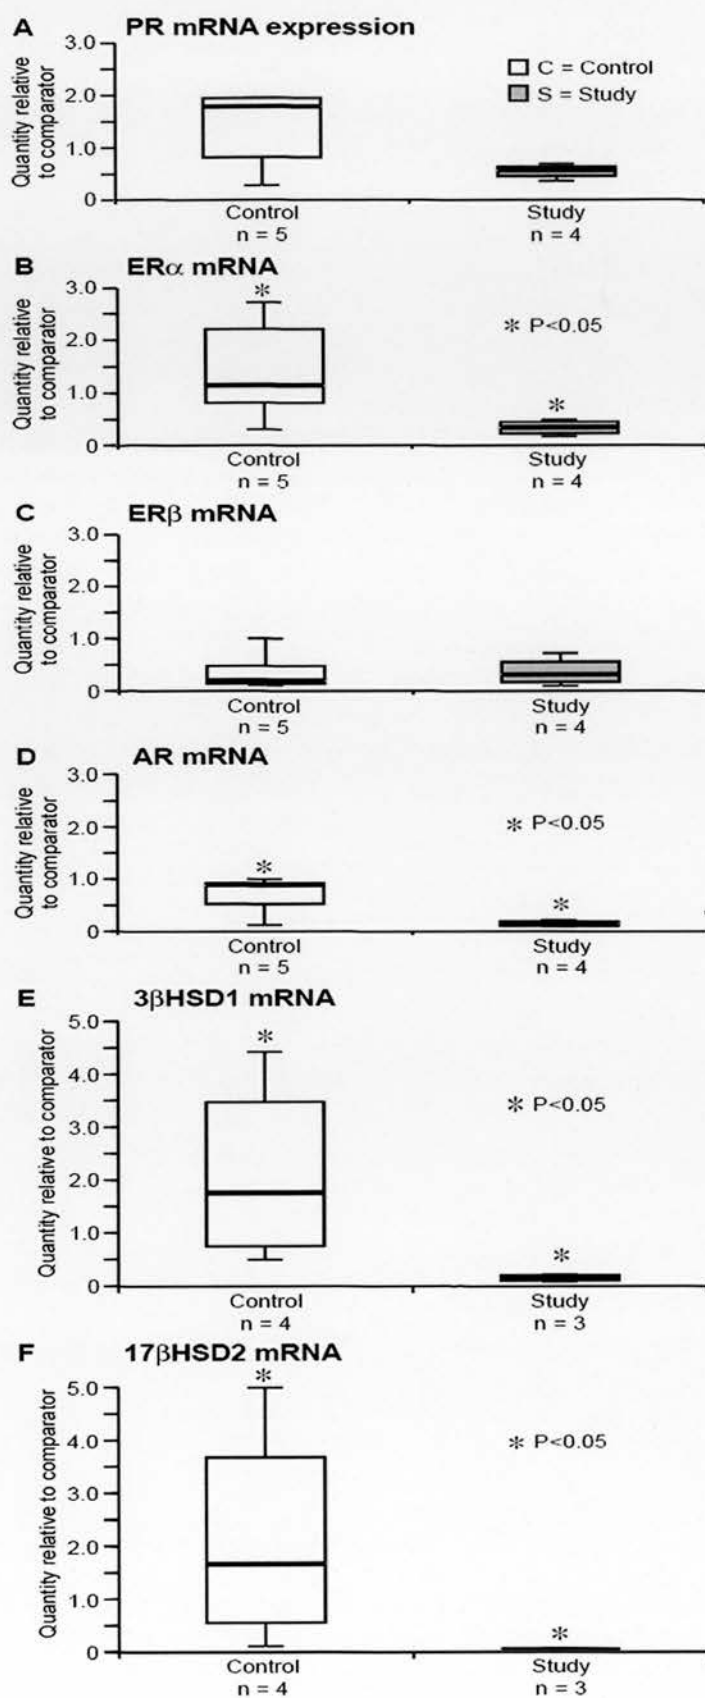 A PR mRNA expression
3.0
2.0
1.0
0
Quantity relative
to comparator
C = Control
S = Study
Control
n = 5
Study
n = 4
B ERα mRNA
3.0
2.0
1.0
0
Quantity relative
to comparator
*
* P<0.05
*
Control
n = 5
Study
n = 4
C ERβ mRNA
3.0
2.0
1.0
0
Quantity relative
to comparator
Control
n = 5
Study
n = 4
D AR mRNA
3.0
2.0
1.0
0
Quantity relative
to comparator
*
* P<0.05
*
Control
n = 5
Study
n = 4
E 3βHSD1 mRNA
5.0
4.0
3.0
2.0
1.0
0
Quantity relative to comparator
*
* P<0.05
*
Control
n = 4
Study
n = 3
F 17βHSD2 mRNA
5.0
4.0
3.0
2.0
1.0
0
Quantity relative to comparator
*
* P<0.05
*
Control
n = 4
Study
n = 3